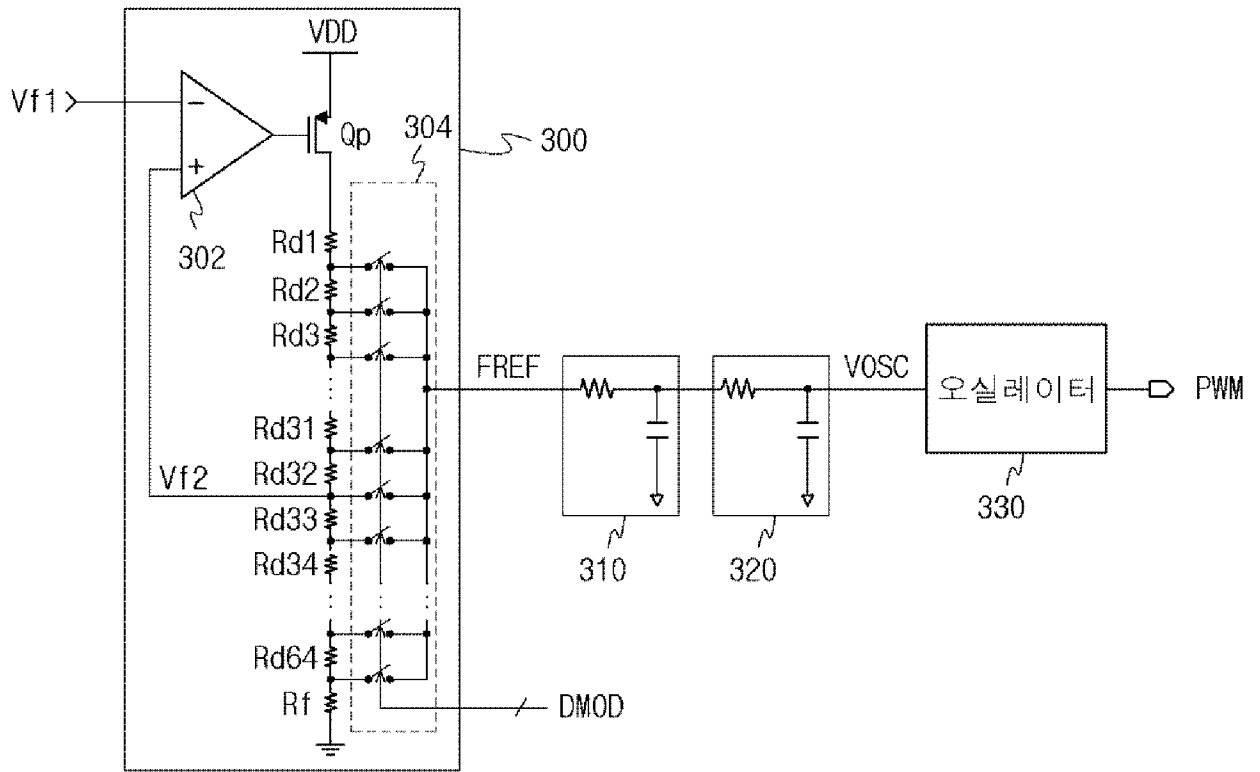 VDD
Vf1
−
+
Qp
302
304
300
Rd1
Rd2
Rd3
Rd31
Rd32
Vf2
Rd33
Rd34
Rd64
Rf
DMOD
FREF
310
320
VOSC
오실레이터
330
PWM